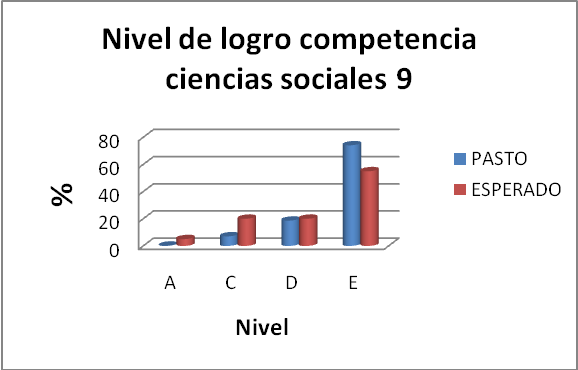 Nivel de logro competencia
ciencias sociales 9
%
80
60
40
20
0
A C D E
Nivel
PASTO
ESPERADO